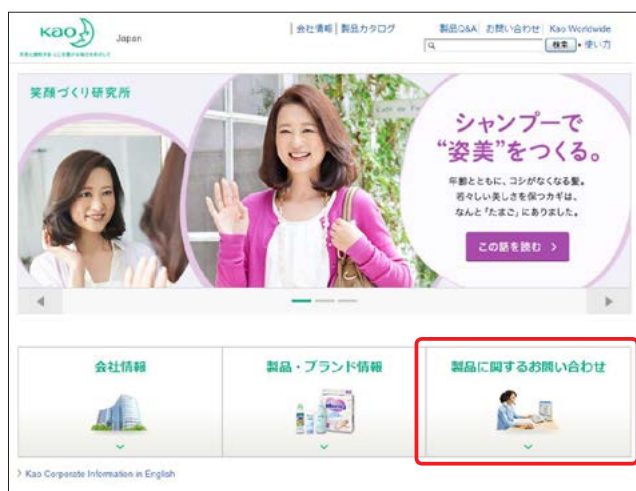 Kao
Japan
会社情報
製品カタログ
製品Q&A
お問い合わせ
Kao Worldwide
検索
使い方
笑顔づくり研究所
シャンプーで
“姿美”をつくる。
年齢とともに、コシがなくなる髪。
若々しい美しさを保つカギは、
なんと「たまご」にありました。
この話を読む >
会社情報
製品・ブランド情報
製品に関するお問い合わせ
> Kao Corporate Information in English